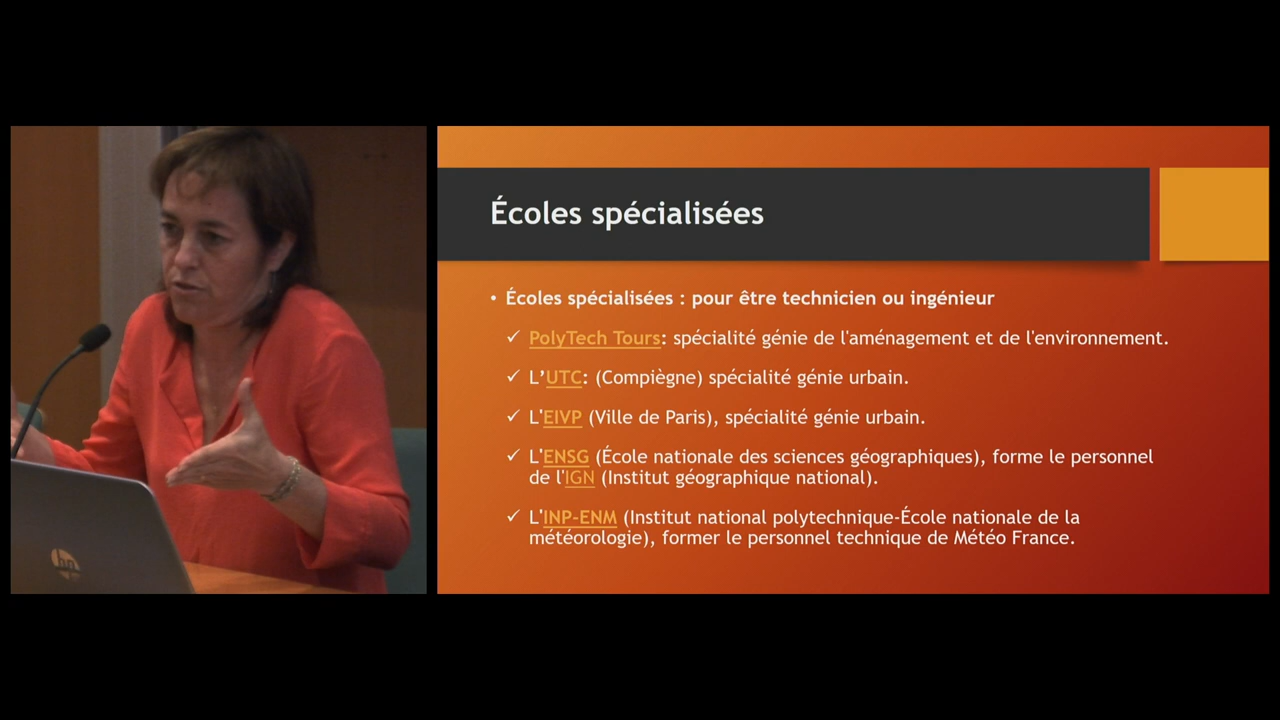 Écoles spécialisées
• Écoles spécialisées : pour être technicien ou ingénieur
✓ PolyTech Tours: spécialité génie de l'aménagement et de l'environnement.
✓ L’UTC: (Compiègne) spécialité génie urbain.
✓ L'EIVP (Ville de Paris), spécialité génie urbain.
✓ L'ENSG (École nationale des sciences géographiques), forme le personnel
de l'IGN (Institut géographique national).
✓ L'INP-ENM (Institut national polytechnique-École nationale de la
météorologie), former le personnel technique de Météo France.
hp